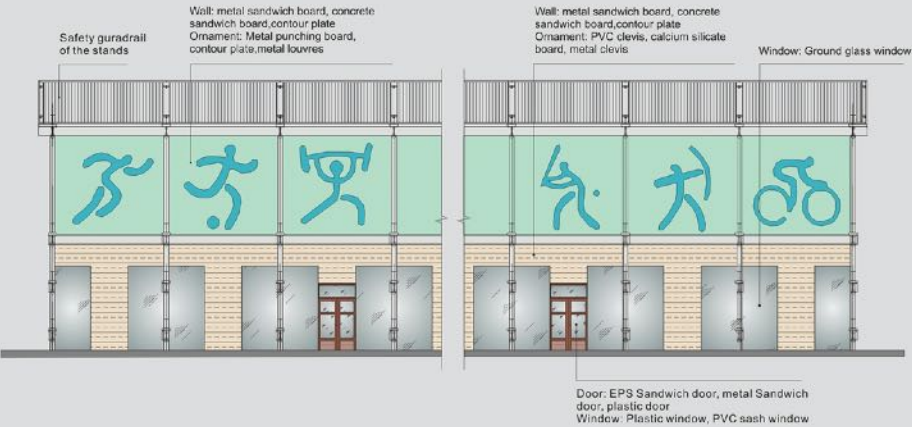 Safety guradrail
of the stands
Wall: metal sandwich board, concrete
sandwich board,contour plate
Ornament: Metal punching board,
contour plate,metal louvres
Wall: metal sandwich board, concrete
sandwich board,contour plate
Ornament: PVC clevis, calcium silicate
board, metal clevis
Window: Ground glass window
Door: EPS Sandwich door, metal Sandwich
door, plastic door
Window: Plastic window, PVC sash window